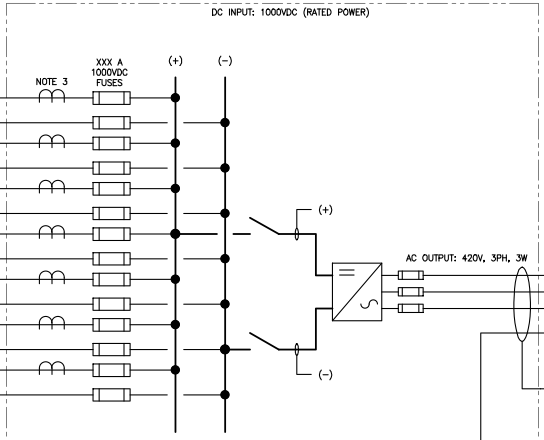 DC INPUT: 1000VDC (RATED POWER)
XXX A
1000VDC
FUSES
NOTE 3
(+)
(-)
(+)
AC OUTPUT: 420V, 3PH, 3W
(-)